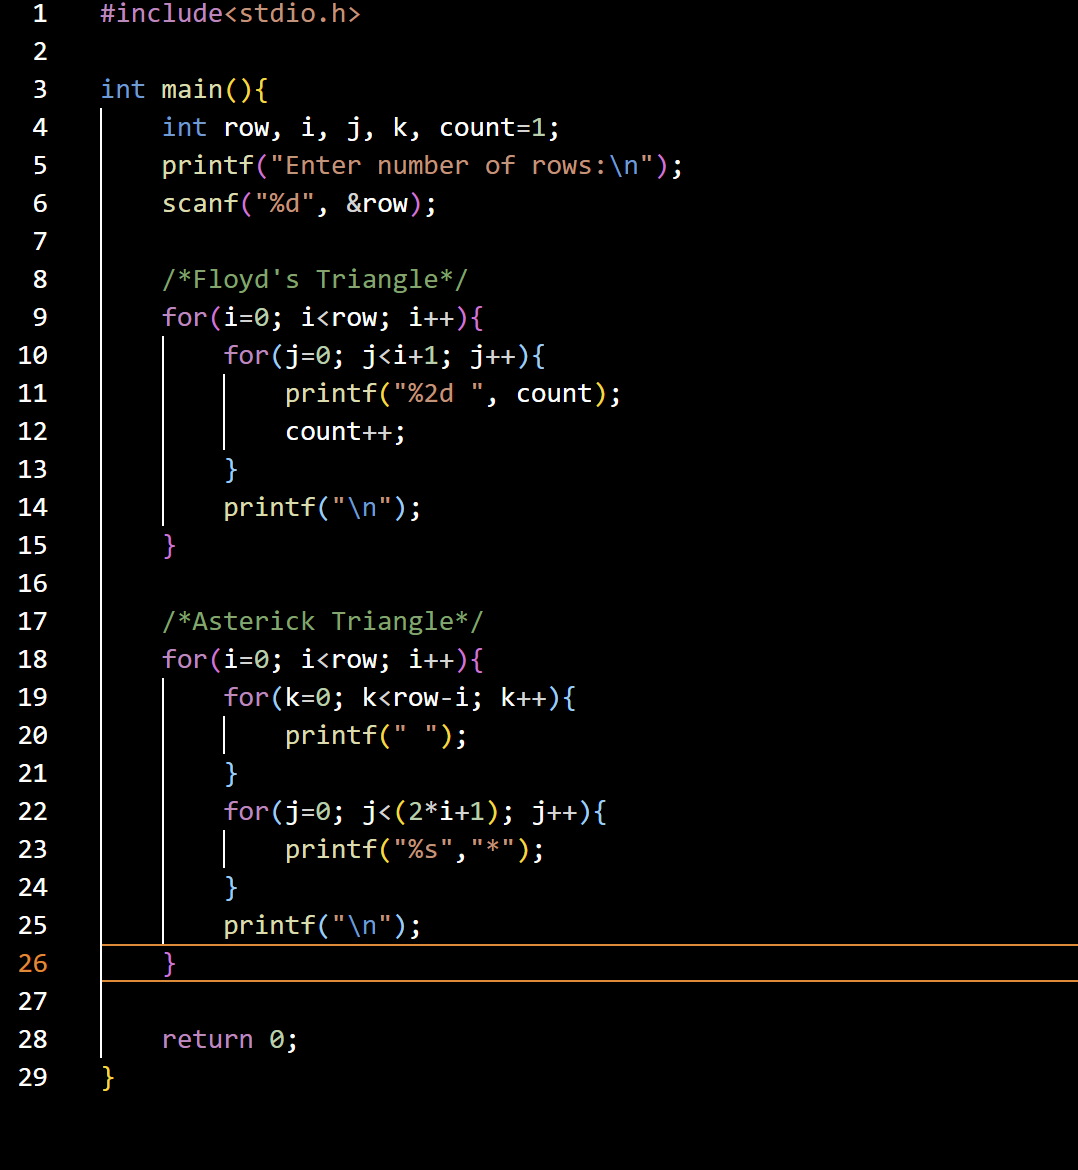 1 #include<stdio.h>
2
3 int main(){
4     int row, i, j, k, count=1;
5     printf("Enter number of rows:\n");
6     scanf("%d", &row);
7
8     /*Floyd's Triangle*/
9     for(i=0; i<row; i++){
10         for(j=0; j<i+1; j++){
11             printf("%2d ", count);
12             count++;
13         }
14         printf("\n");
15     }
16
17     /*Asterick Triangle*/
18     for(i=0; i<row; i++){
19         for(k=0; k<row-i; k++){
20             printf(" ");
21         }
22         for(j=0; j<(2*i+1); j++){
23             printf("%s","*");
24         }
25         printf("\n");
26     }
27
28     return 0;
29 }